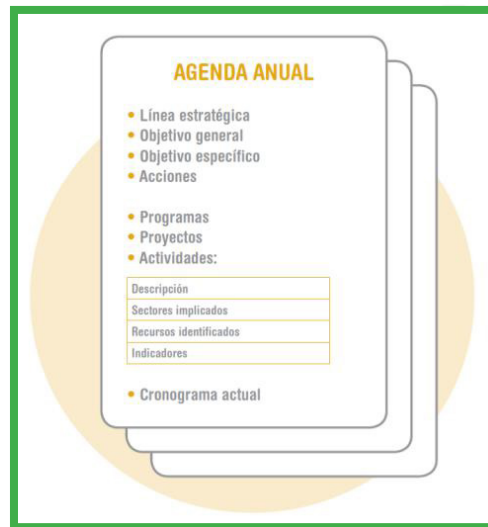 AGENDA ANUAL
• Línea estratégica
• Objetivo general
• Objetivo específico
• Acciones
• Programas
• Proyectos
• Actividades:
Descripción
Sectores implicados
Recursos identificados
Indicadores
• Cronograma actual